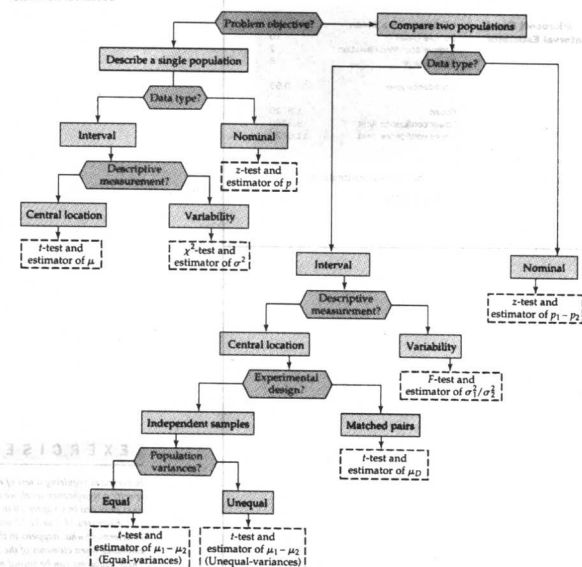 Problem objective?
Compare two populations
Describe a single population
Data type?
Data type?
Interval
Nominal
Descriptive
measurement?
z-test and
estimator of p
Central location
Variability
t-test and
estimator of μ
χ²-test and
estimator of σ²
Interval
Nominal
Descriptive
measurement?
z-test and
estimator of p₁ − p₂
Central location
Variability
Experimental
design?
F-test and
estimator of σ₁²/σ₂²
Independent samples
Matched pairs
Population
variances?
t-test and
estimator of μD
Equal
Unequal
t-test and
estimator of μ₁ − μ₂
(Equal-variances)
t-test and
estimator of μ₁ − μ₂
(Unequal-variances)
EXERCISE